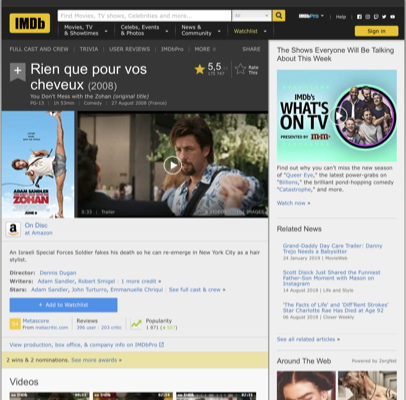 IMDb
Find Movies, TV shows, Celebrities and more...
All
IMDbPro
Help
Movies, TV
& Showtimes
Celebs, Events
& Photos
News &
Community
Watchlist
Sign in
FULL CAST AND CREW | TRIVIA | USER REVIEWS | IMDbPro | MORE
SHARE
Rien que pour vos
cheveux (2008)
You Don't Mess with the Zohan (original title)
PG-13 | 1h 53min | Comedy | 27 August 2008 (France)
5,5
Rate
This
ADAM SANDLER
ZOHAN
0:31 | Trailer
IMAGES
On Disc
at Amazon
An Israeli Special Forces Soldier fakes his death so he can re-emerge in New York City as a hair
stylist.
Director: Dennis Dugan
Writers: Adam Sandler, Robert Smigel | 1 more credit »
Stars: Adam Sandler, John Turturro, Emmanuelle Chriqui | See full cast & crew »
+ Add to Watchlist
Metascore
From metacritic.com
Reviews
396 user | 203 critic
Popularity
View production, box office, & company info on IMDbPro
2 wins & 2 nominations. See more awards »
Videos
The Shows Everyone Will Be Talking
About This Week
IMDb's
WHAT'S
ON TV
PRESENTED BY
Find out why you can't miss the new season
of "Queer Eye," the latest power-grabs on
"Billions," the brilliant pond-hopping comedy
"Catastrophe," and more.
Watch now »
Related News
Grand-Daddy Day Care Trailer: Danny
Trejo Needs a Babysitter
24 January 2019 | MovieWeb
Scott Disick Just Shared the Funniest
Father-Son Moment with Mason on
Instagram
14 August 2018 | Life and Style
'The Facts of Life' and 'Diff'rent Strokes'
Star Charlotte Rae Has Died at Age 92
06 August 2018 | Closer Weekly
See all related articles »
Around The Web
Powered by ZergNet